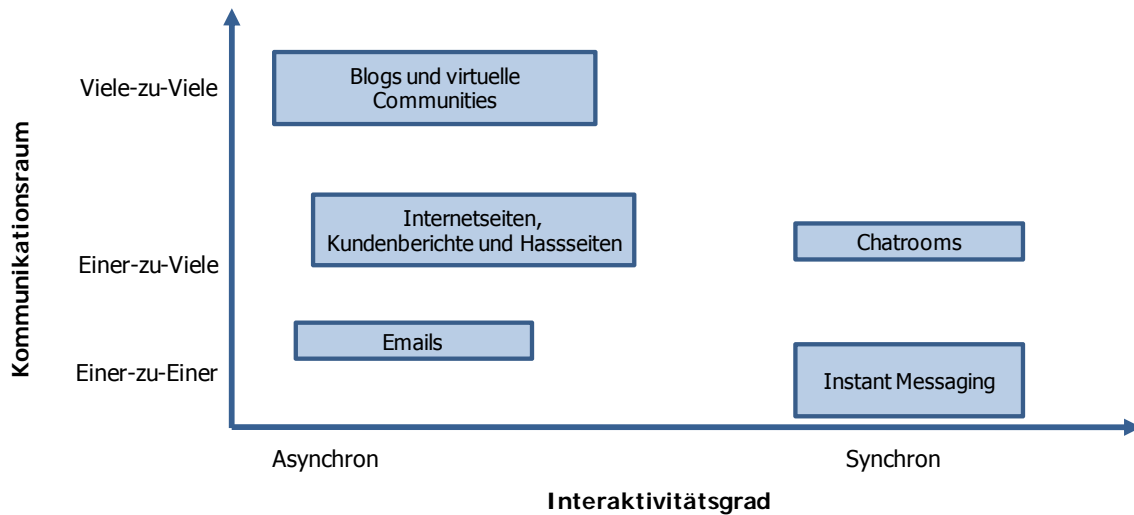 Kommunikationsraum
Viele-zu-Viele
Blogs und virtuelle
Communities
Einer-zu-Viele
Internetseiten,
Kundenberichte und Hassseiten
Chatrooms
Einer-zu-Einer
Emails
Instant Messaging
Asynchron
Synchron
Interaktivitätsgrad